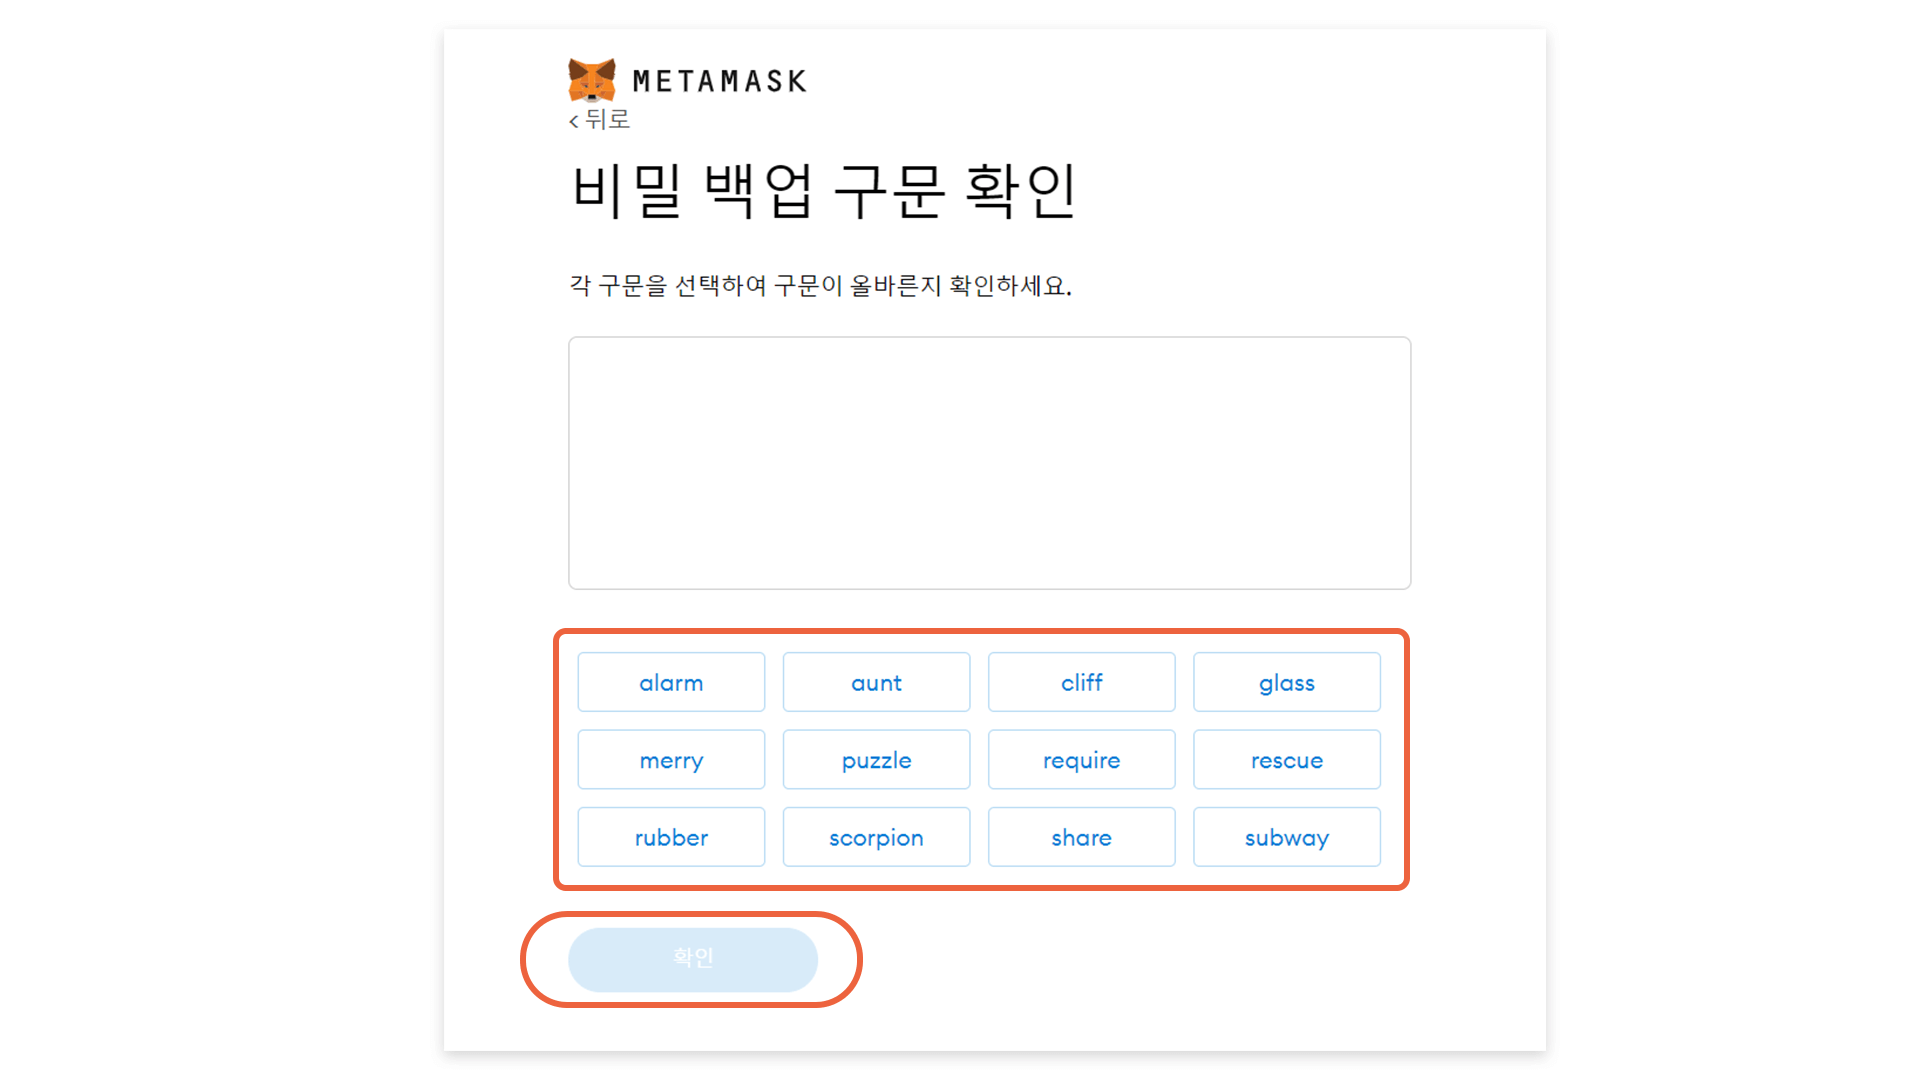 METAMASK
< 뒤로
비밀 백업 구문 확인
각 구문을 선택하여 구문이 올바른지 확인하세요.
alarm aunt cliff glass
merry puzzle require rescue
rubber scorpion share subway
확인